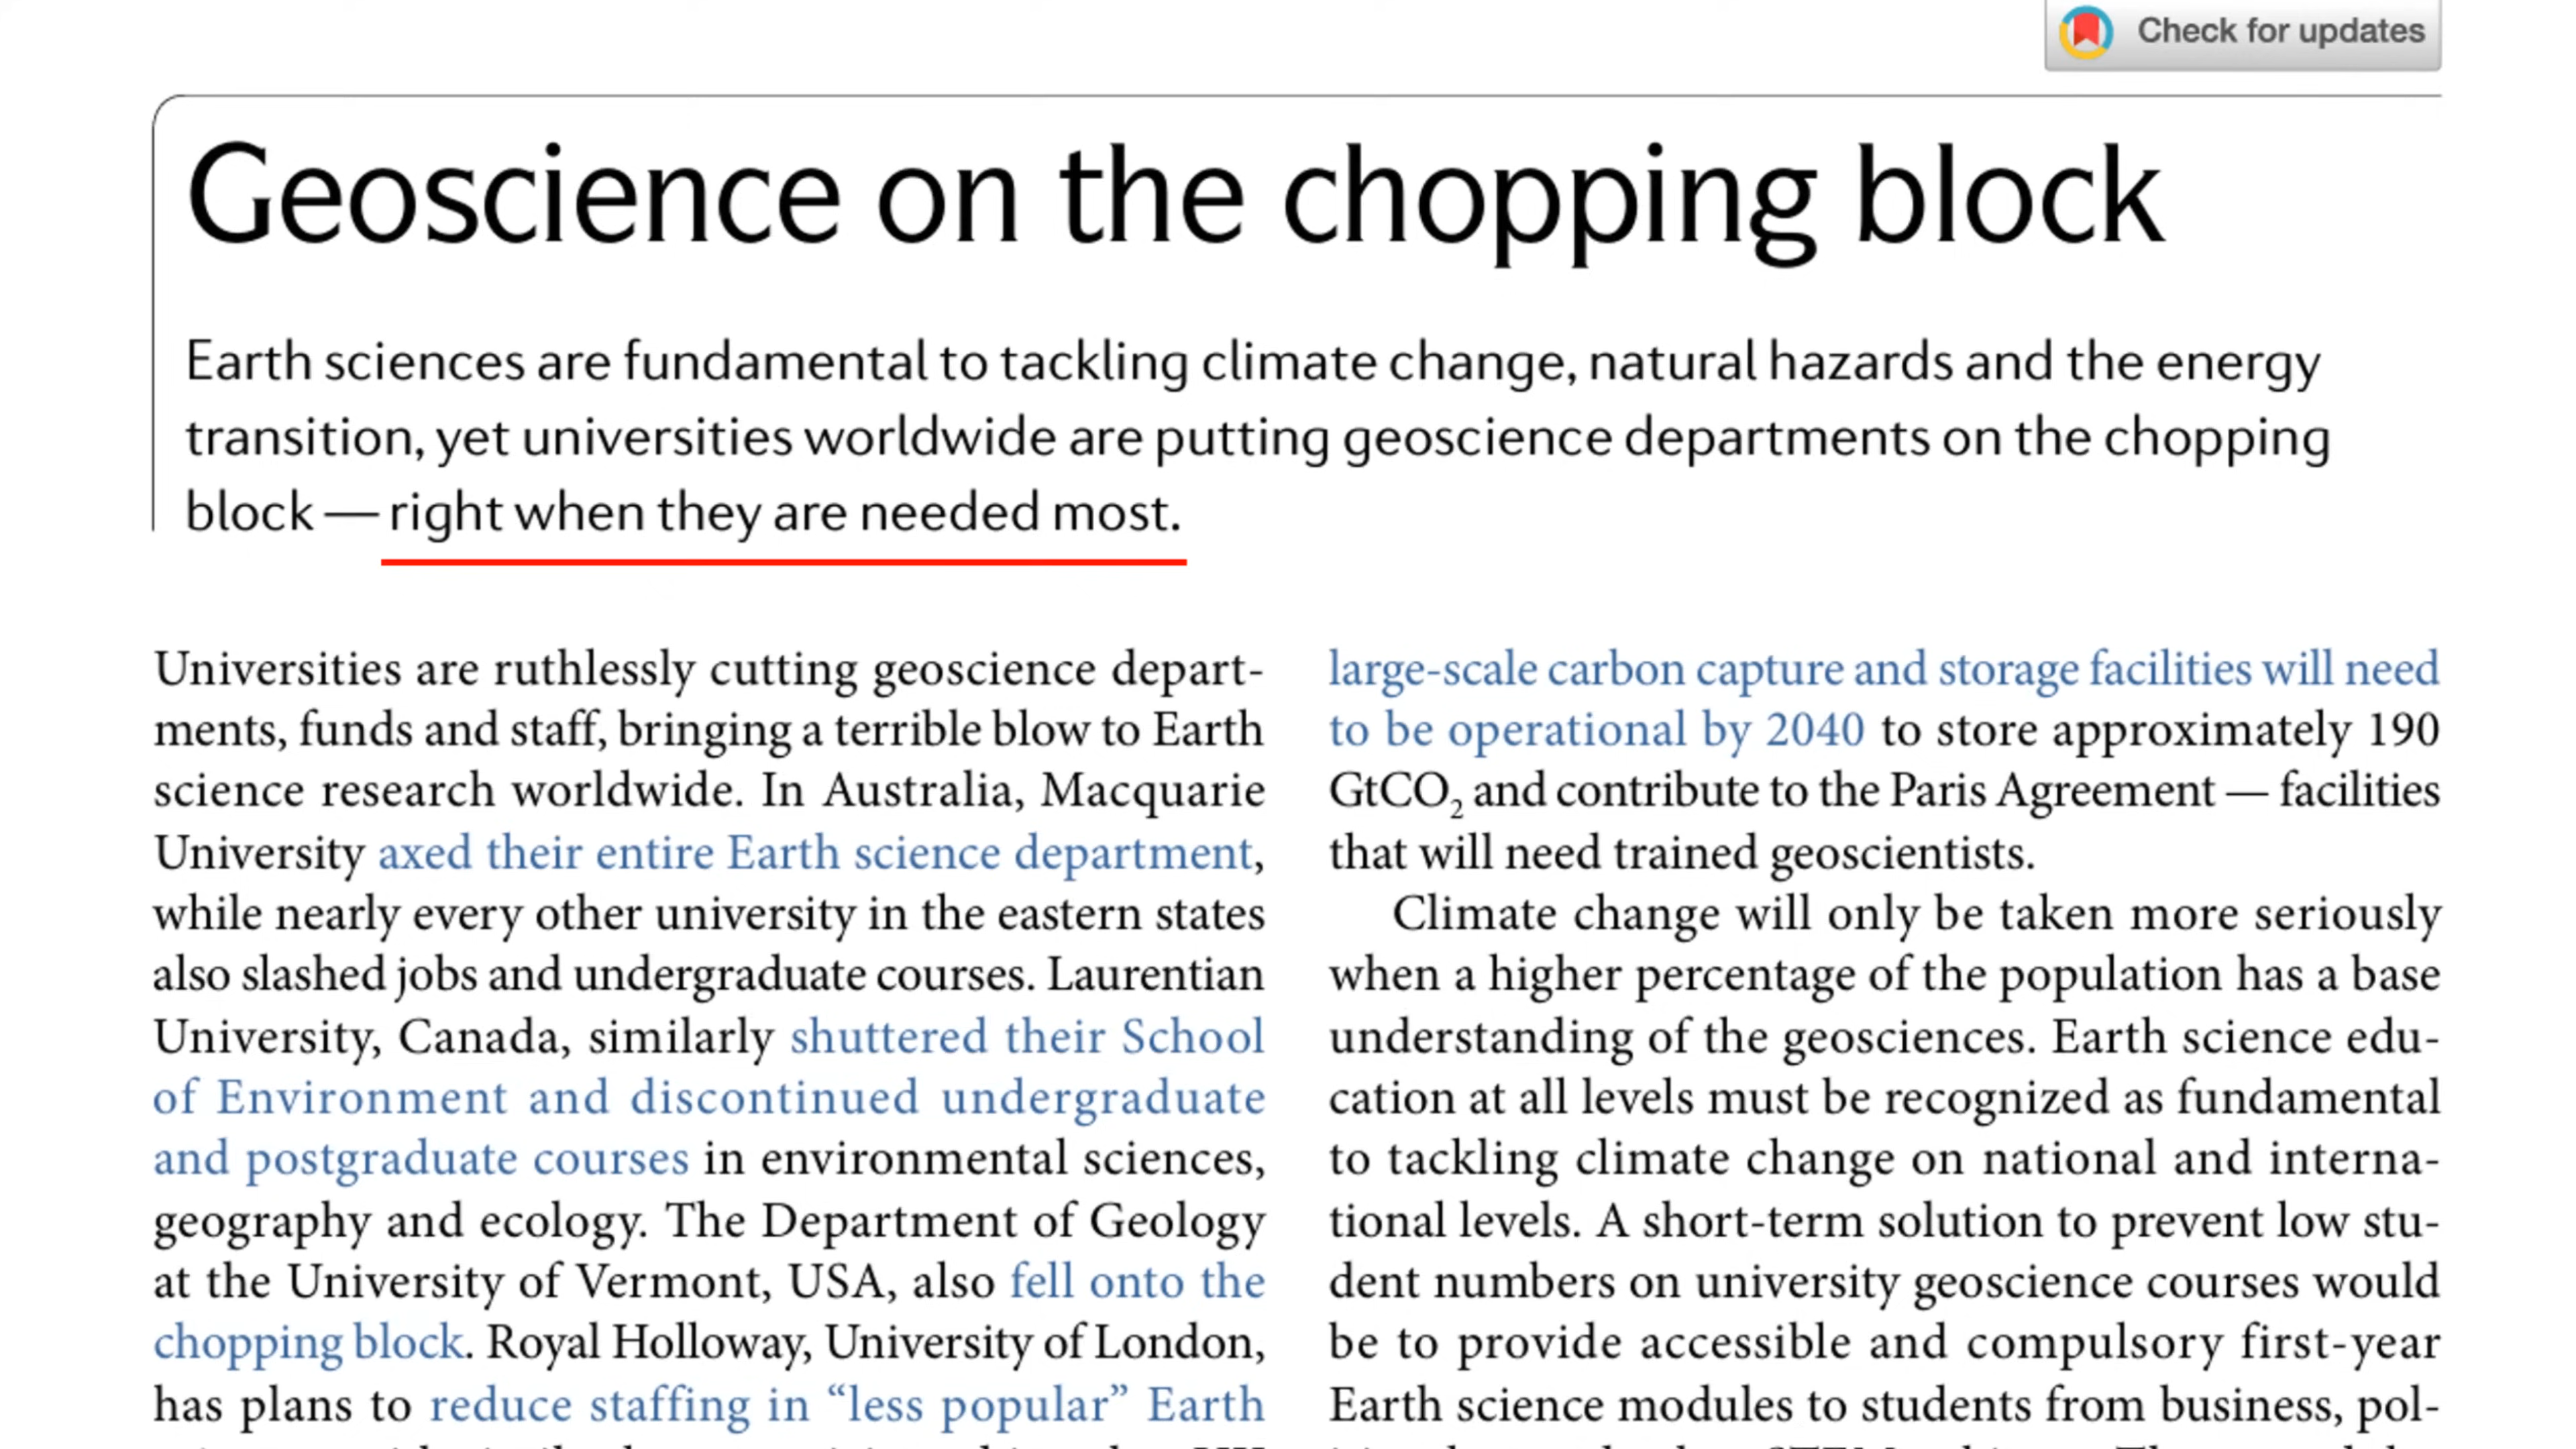 Check for updates
Geoscience on the chopping block
Earth sciences are fundamental to tackling climate change, natural hazards and the energy
transition, yet universities worldwide are putting geoscience departments on the chopping
block — right when they are needed most.
Universities are ruthlessly cutting geoscience depart-
ments, funds and staff, bringing a terrible blow to Earth
science research worldwide. In Australia, Macquarie
University axed their entire Earth science department,
while nearly every other university in the eastern states
also slashed jobs and undergraduate courses. Laurentian
University, Canada, similarly shuttered their School
of Environment and discontinued undergraduate
and postgraduate courses in environmental sciences,
geography and ecology. The Department of Geology
at the University of Vermont, USA, also fell onto the
chopping block. Royal Holloway, University of London,
has plans to reduce staffing in “less popular” Earth
large-scale carbon capture and storage facilities will need
to be operational by 2040 to store approximately 190
GtCO₂ and contribute to the Paris Agreement — facilities
that will need trained geoscientists.
Climate change will only be taken more seriously
when a higher percentage of the population has a base
understanding of the geosciences. Earth science edu-
cation at all levels must be recognized as fundamental
to tackling climate change on national and interna-
tional levels. A short-term solution to prevent low stu-
dent numbers on university geoscience courses would
be to provide accessible and compulsory first-year
Earth science modules to students from business, pol-